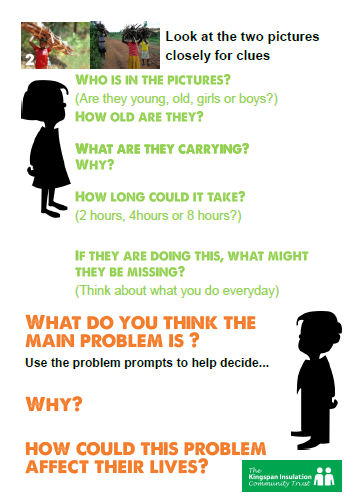 2
Look at the two pictures
closely for clues
WHO IS IN THE PICTURES?
(Are they young, old, girls or boys?)
HOW OLD ARE THEY?
WHAT ARE THEY CARRYING?
WHY?
HOW LONG COULD IT TAKE?
(2 hours, 4hours or 8 hours?)
IF THEY ARE DOING THIS, WHAT MIGHT
THEY BE MISSING?
(Think about what you do everyday)
WHAT DO YOU THINK THE
MAIN PROBLEM IS ?
Use the problem prompts to help decide...
WHY?
HOW COULD THIS PROBLEM
AFFECT THEIR LIVES?
The
Kingspan Insulation
Community Trust